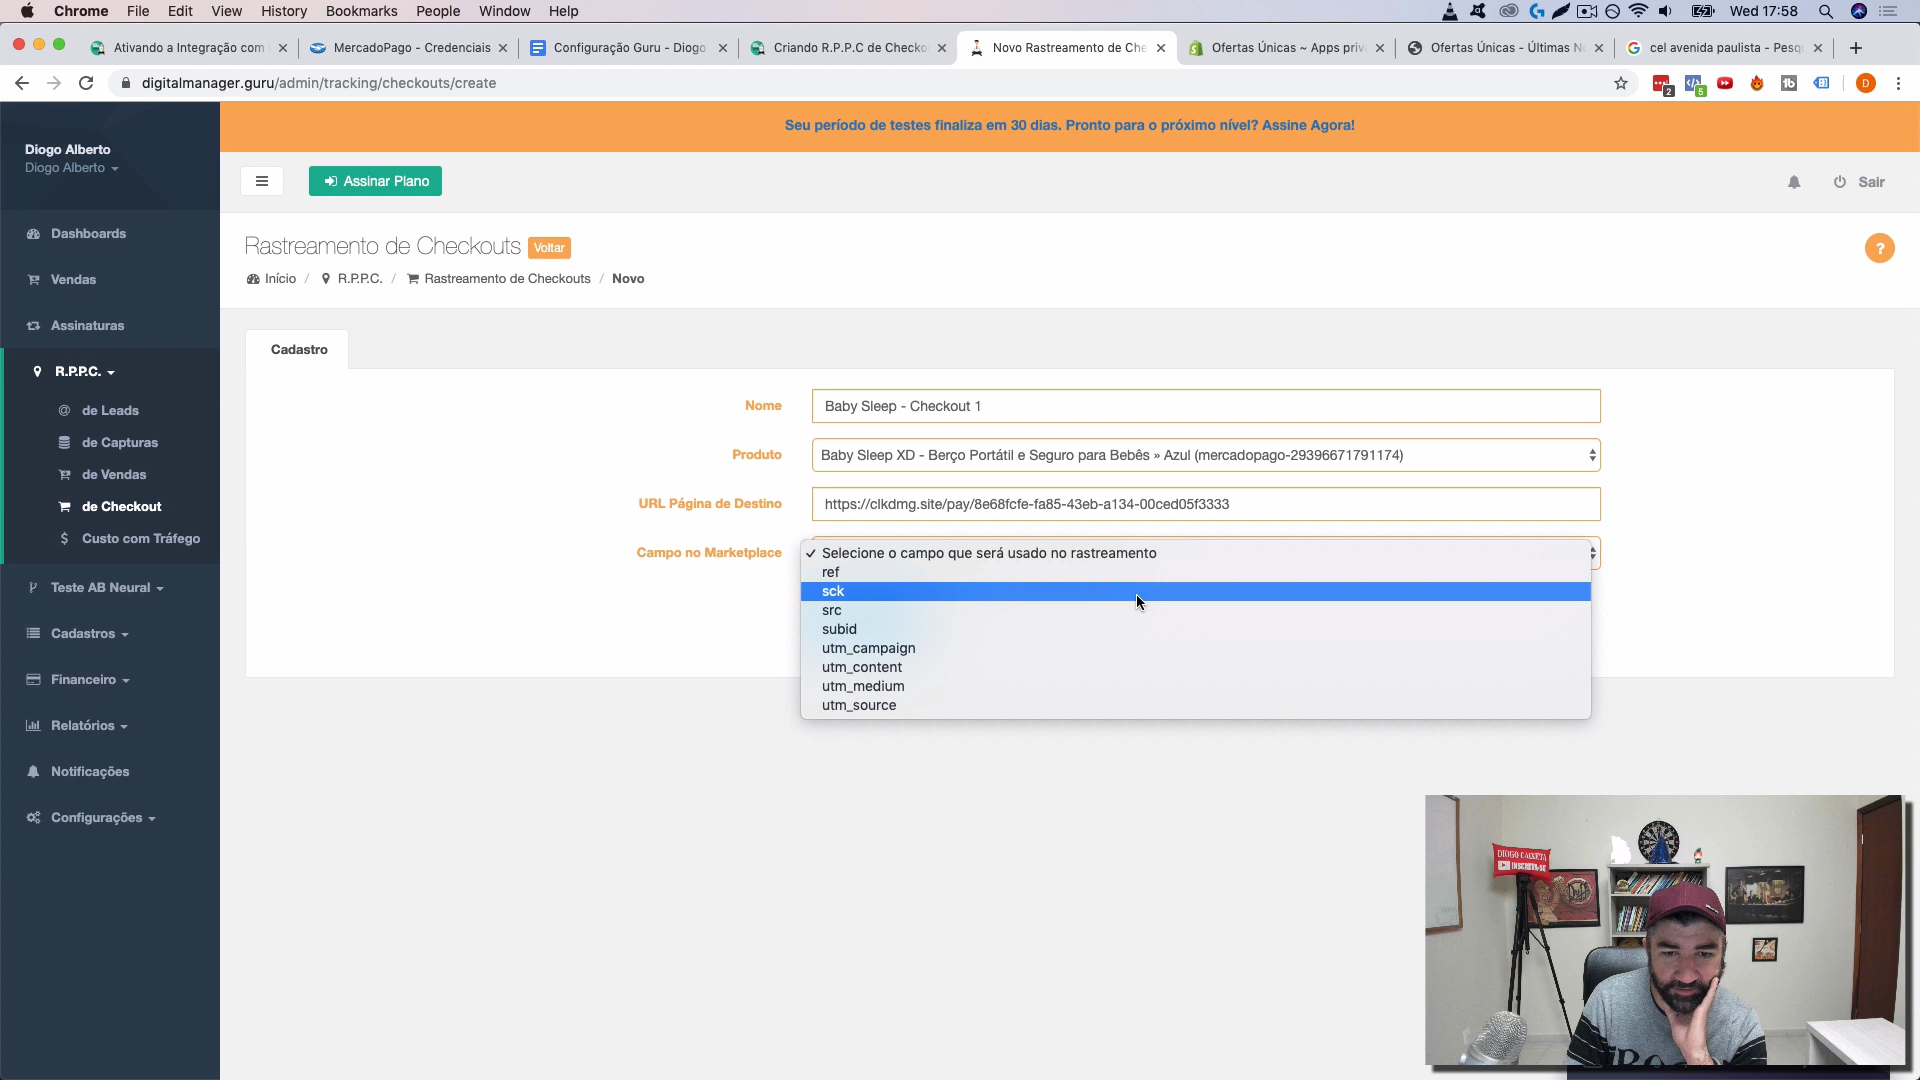 Chrome File Edit View History Bookmarks People Window Help Wed 17:58
Ativando a Integração com
MercadoPago - Credenciais
Configuração Guru - Diogo
Criando R.P.P.C de Checko
Novo Rastreamento de Che
Ofertas Únicas ~ Apps priv
Ofertas Únicas - Últimas N
cel avenida paulista - Pesq
digitalmanager.guru/admin/tracking/checkouts/create
Seu período de testes finaliza em 30 dias. Pronto para o próximo nível? Assine Agora!
Diogo Alberto
Diogo Alberto
Assinar Plano
Sair
Rastreamento de Checkouts Voltar
Início / R.P.P.C. / Rastreamento de Checkouts / Novo
?
Dashboards
Vendas
Assinaturas
R.P.P.C.
de Leads
de Capturas
de Vendas
de Checkout
Custo com Tráfego
Teste AB Neural
Cadastros
Financeiro
Relatórios
Notificações
Configurações
Cadastro
Nome Baby Sleep - Checkout 1
Produto Baby Sleep XD - Berço Portátil e Seguro para Bebês » Azul (mercadopago-29396671791174)
URL Página de Destino https://clkdmg.site/pay/8e68fcfe-fa85-43eb-a134-00ced05f3333
Campo no Marketplace ✓ Selecione o campo que será usado no rastreamento
ref
sck
src
subid
utm_campaign
utm_content
utm_medium
utm_source
DIOGO CAIXETA
INSCREVA-SE